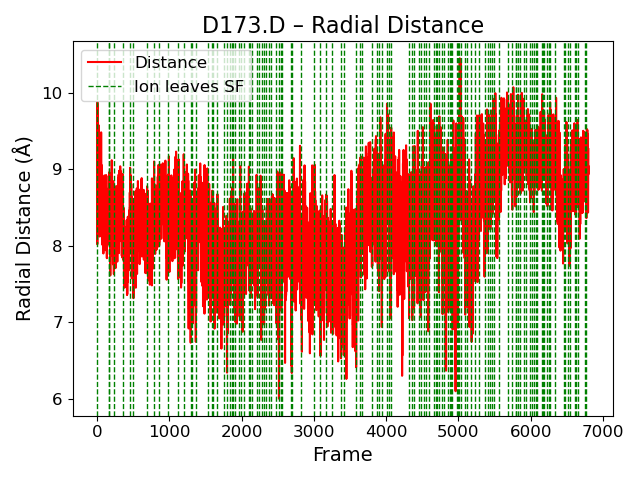 D173.D – Radial Distance
Distance
Ion leaves SF
Radial Distance (Å)
10
9
8
7
6
0 1000 2000 3000 4000 5000 6000 7000
Frame